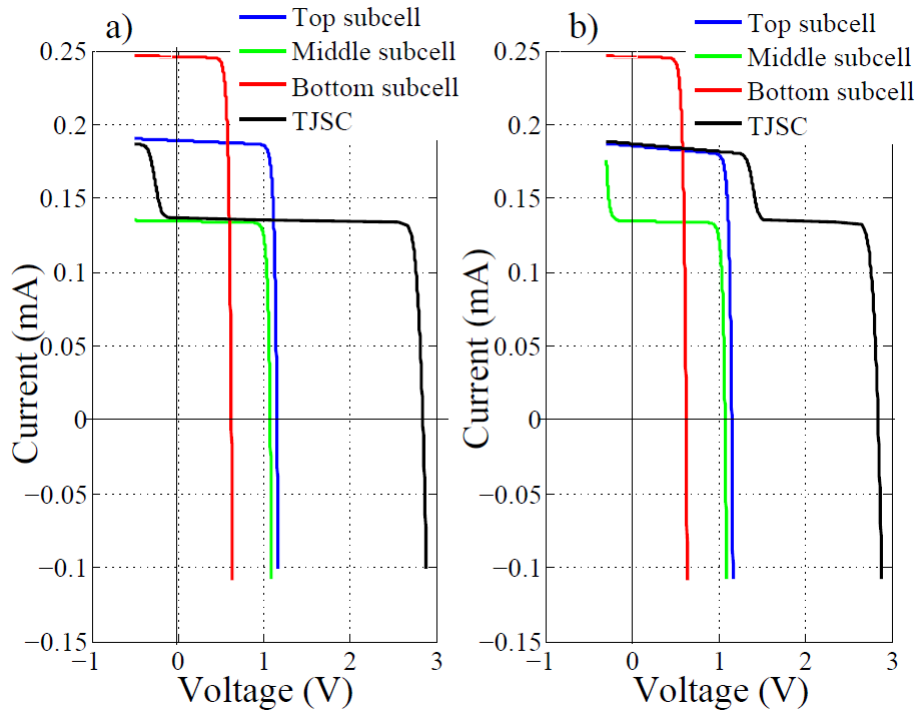 a)
Top subcell
Middle subcell
Bottom subcell
TJSC
0.25
0.2
0.15
0.1
0.05
0
−0.05
−0.1
−0.15
−1
0
1
2
3
Current (mA)
Voltage (V)
b)
Top subcell
Middle subcell
Bottom subcell
TJSC
0.25
0.2
0.15
0.1
0.05
0
−0.05
−0.1
−0.15
−1
0
1
2
3
Current (mA)
Voltage (V)